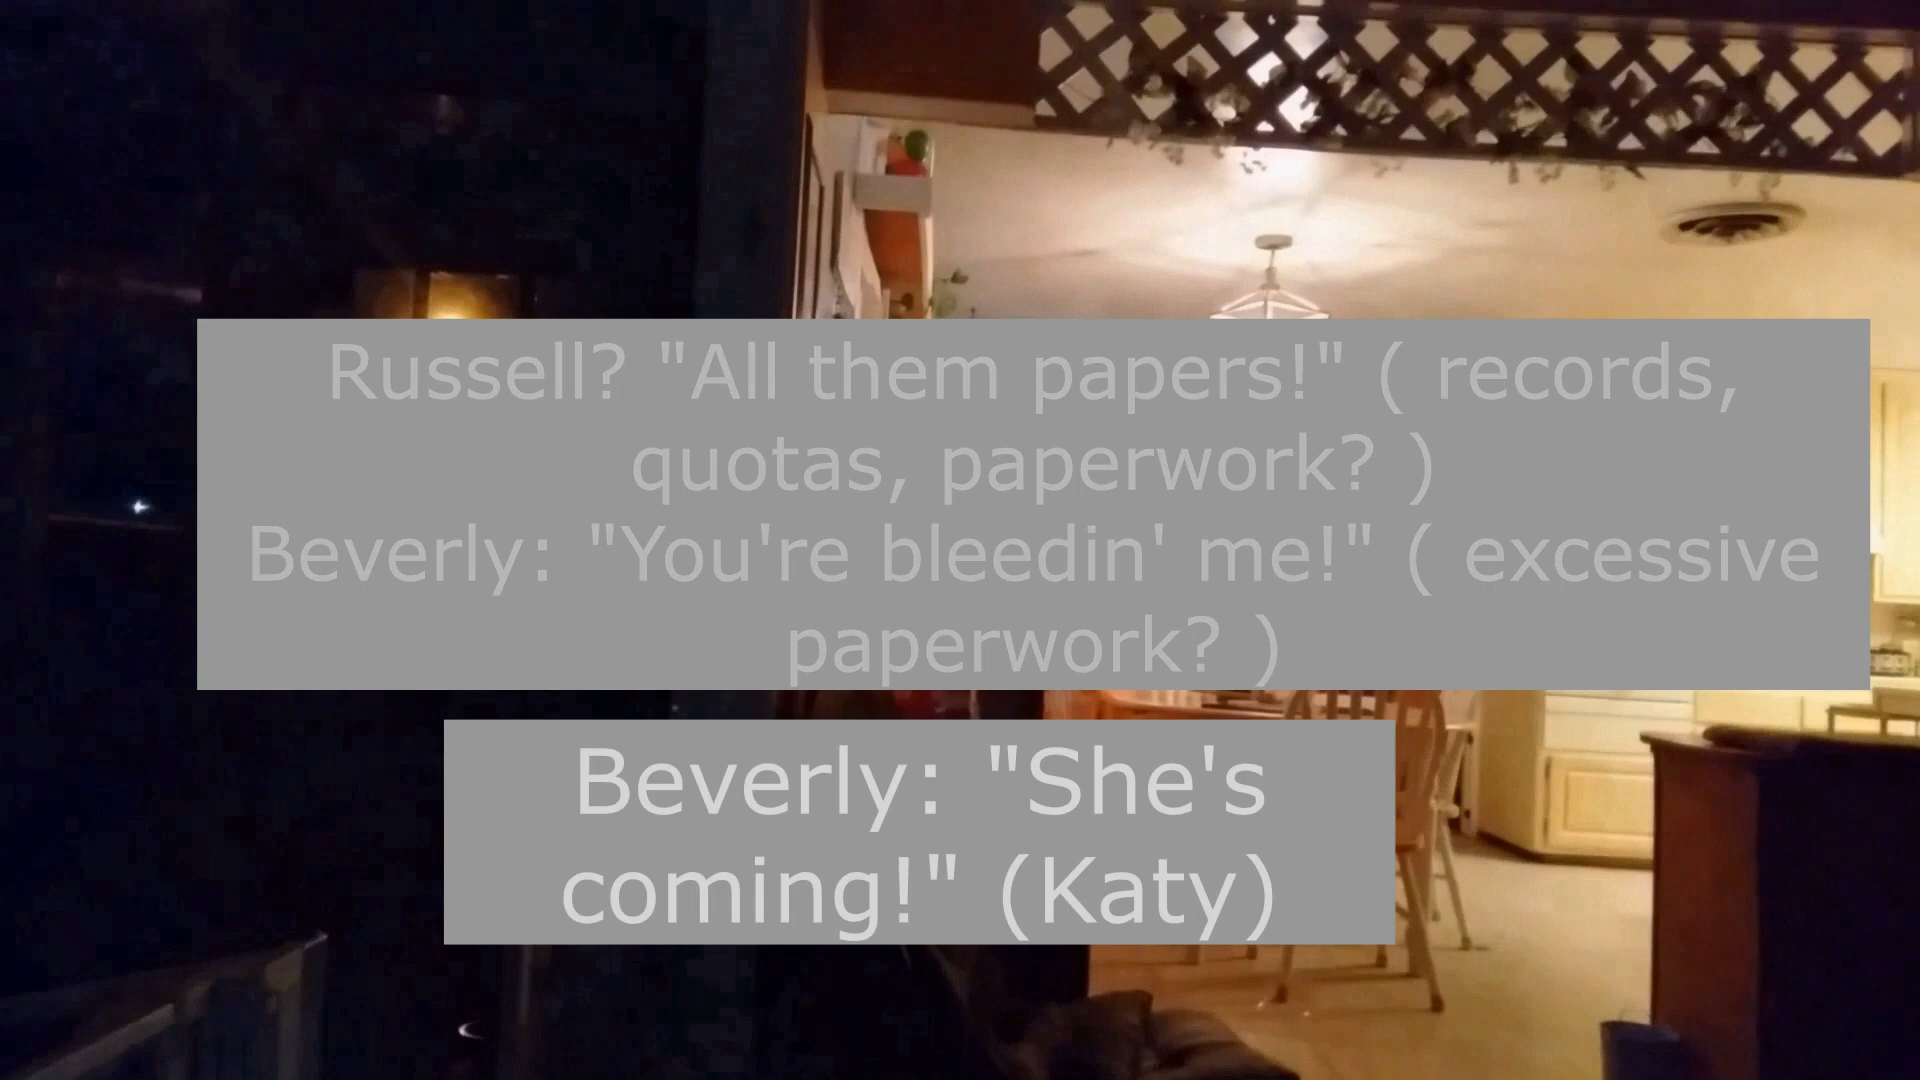 Russell? "All them papers!" ( records,
quotas, paperwork? )
Beverly: "You're bleedin' me!" ( excessive
paperwork? )
Beverly: "She's
coming!" (Katy)